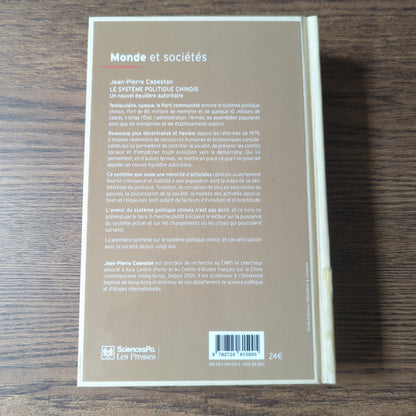 Monde et sociétés
Jean-Pierre Cabestan
LE SYSTÈME POLITIQUE CHINOIS
Un nouvel équilibre autoritaire
Tentaculaire, opaque, le Parti communiste domine le système politique
chinois. Fort de 85 millions de membres et de quelque 10 millions de
cadres, il dirige l'État, l'administration, l'Armée, les assemblées populaires
ainsi que les entreprises et les établissements publics.
Beaucoup plus décentralisé et flexible depuis les réformes de 1979,
il dispose néanmoins de ressources humaines et économiques considé-
rables qui lui permettent de contrôler la société, de prévenir les conflits
sociaux et d'empêcher toute évolution vers la démocratie. Qui lui
permettent, en d'autres termes, de mettre en place ce que l'on pourrait
appeler un nouvel équilibre autoritaire.
Ce système que seule une minorité d'activistes conteste ouvertement
fournit croissance et stabilité à une population dont la majorité se dés-
intéresse du politique. Toutefois, la corruption de plus en plus visible du
pouvoir, la pluralisation de la société, la montée des activités associati-
ves et religieuses sont autant de facteurs d'évolution et d'incertitude.
L'avenir du système politique chinois n'est pas écrit, et ce livre ne
prétend pas le faire. Il cherche plutôt à éclairer le lecteur sur la puissance
du système actuel et sur les changements ou les crises qui pourraient
survenir.
La première synthèse sur le système politique chinois et son articulation
avec la société depuis vingt ans.
Jean-Pierre Cabestan est directeur de recherche au CNRS et chercheur
associé à Asia Centre (Paris) et au Centre d'études français sur la Chine
contemporaine (Hong Kong). Depuis 2007, il est professeur à l'Université
baptiste de Hong Kong et directeur de son département de science politique
et d'études internationales.
SciencesPo.
Les Presses
9 782724 615005
24€